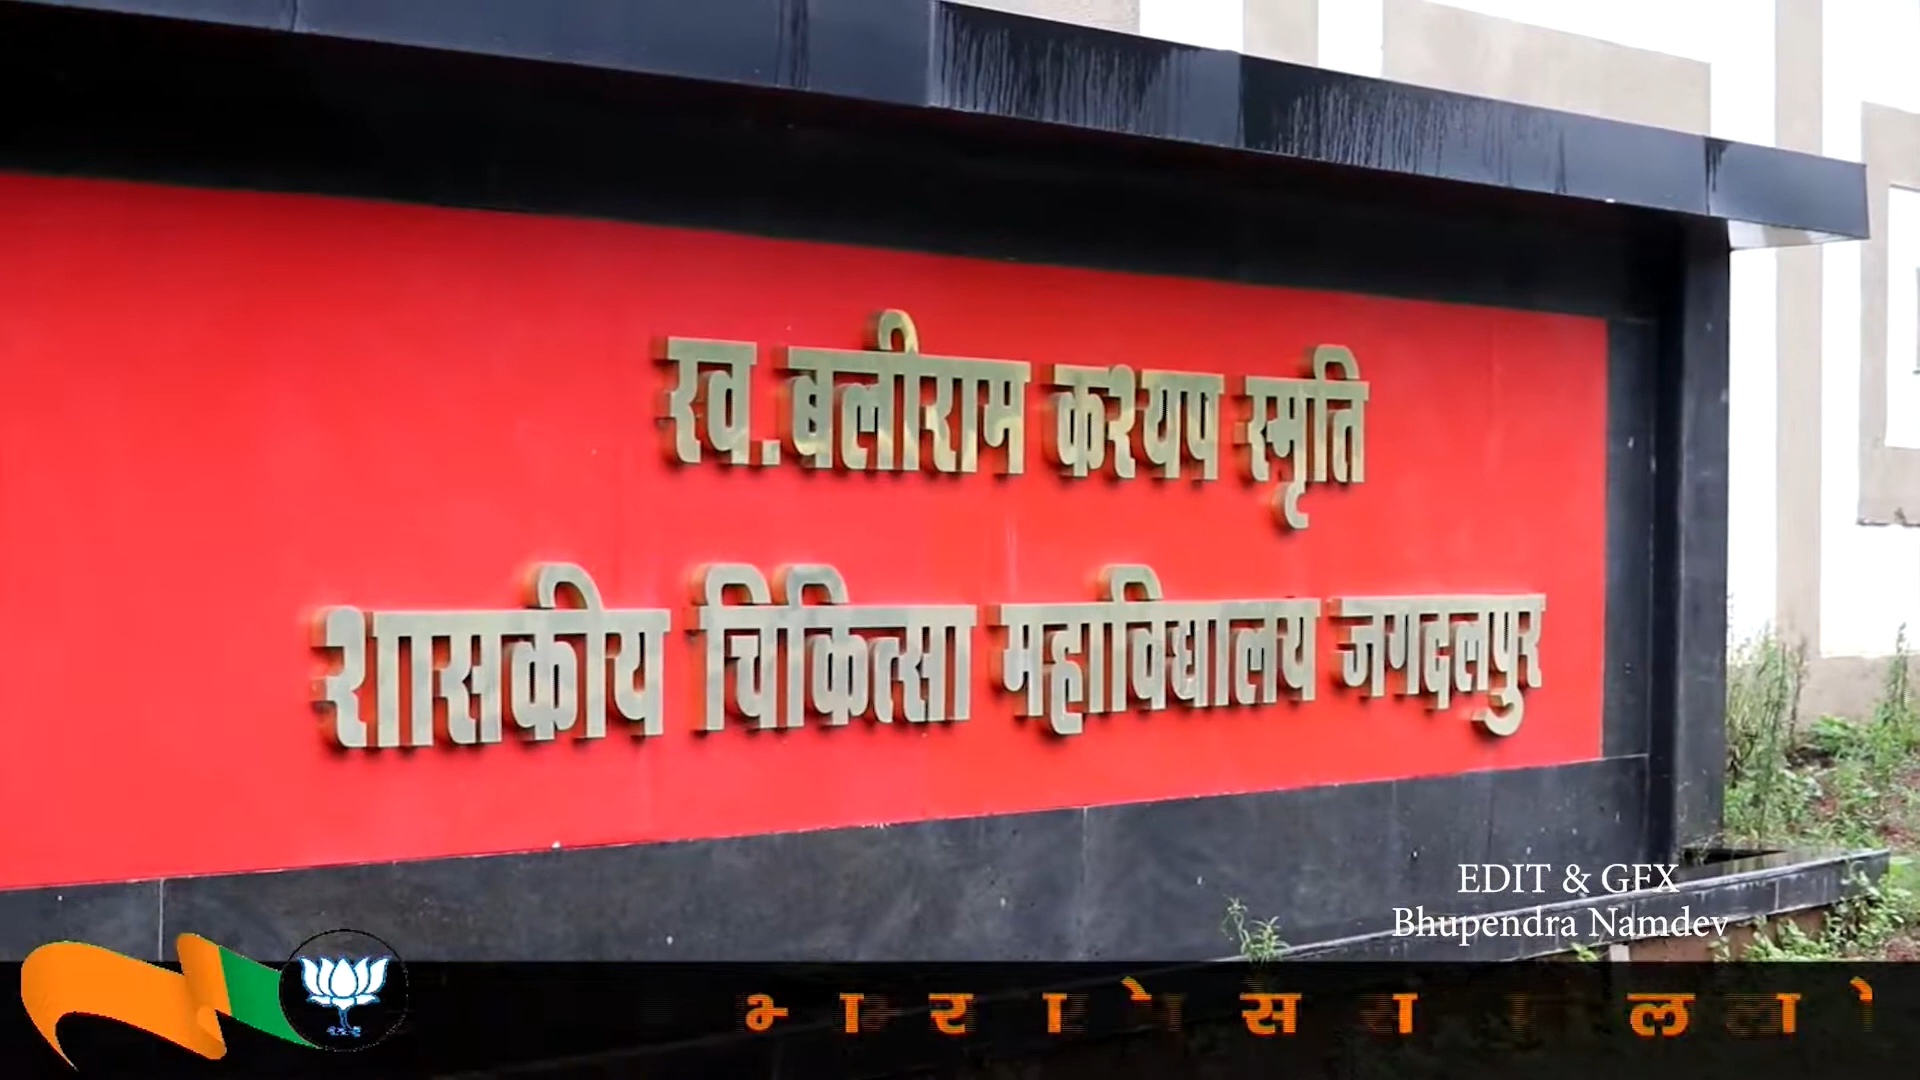 स्व.बलीराम कश्यप स्मृति
शासकीय चिकित्सा महाविद्यालय जगदलपुर
EDIT & GFX
Bhupendra Namdev